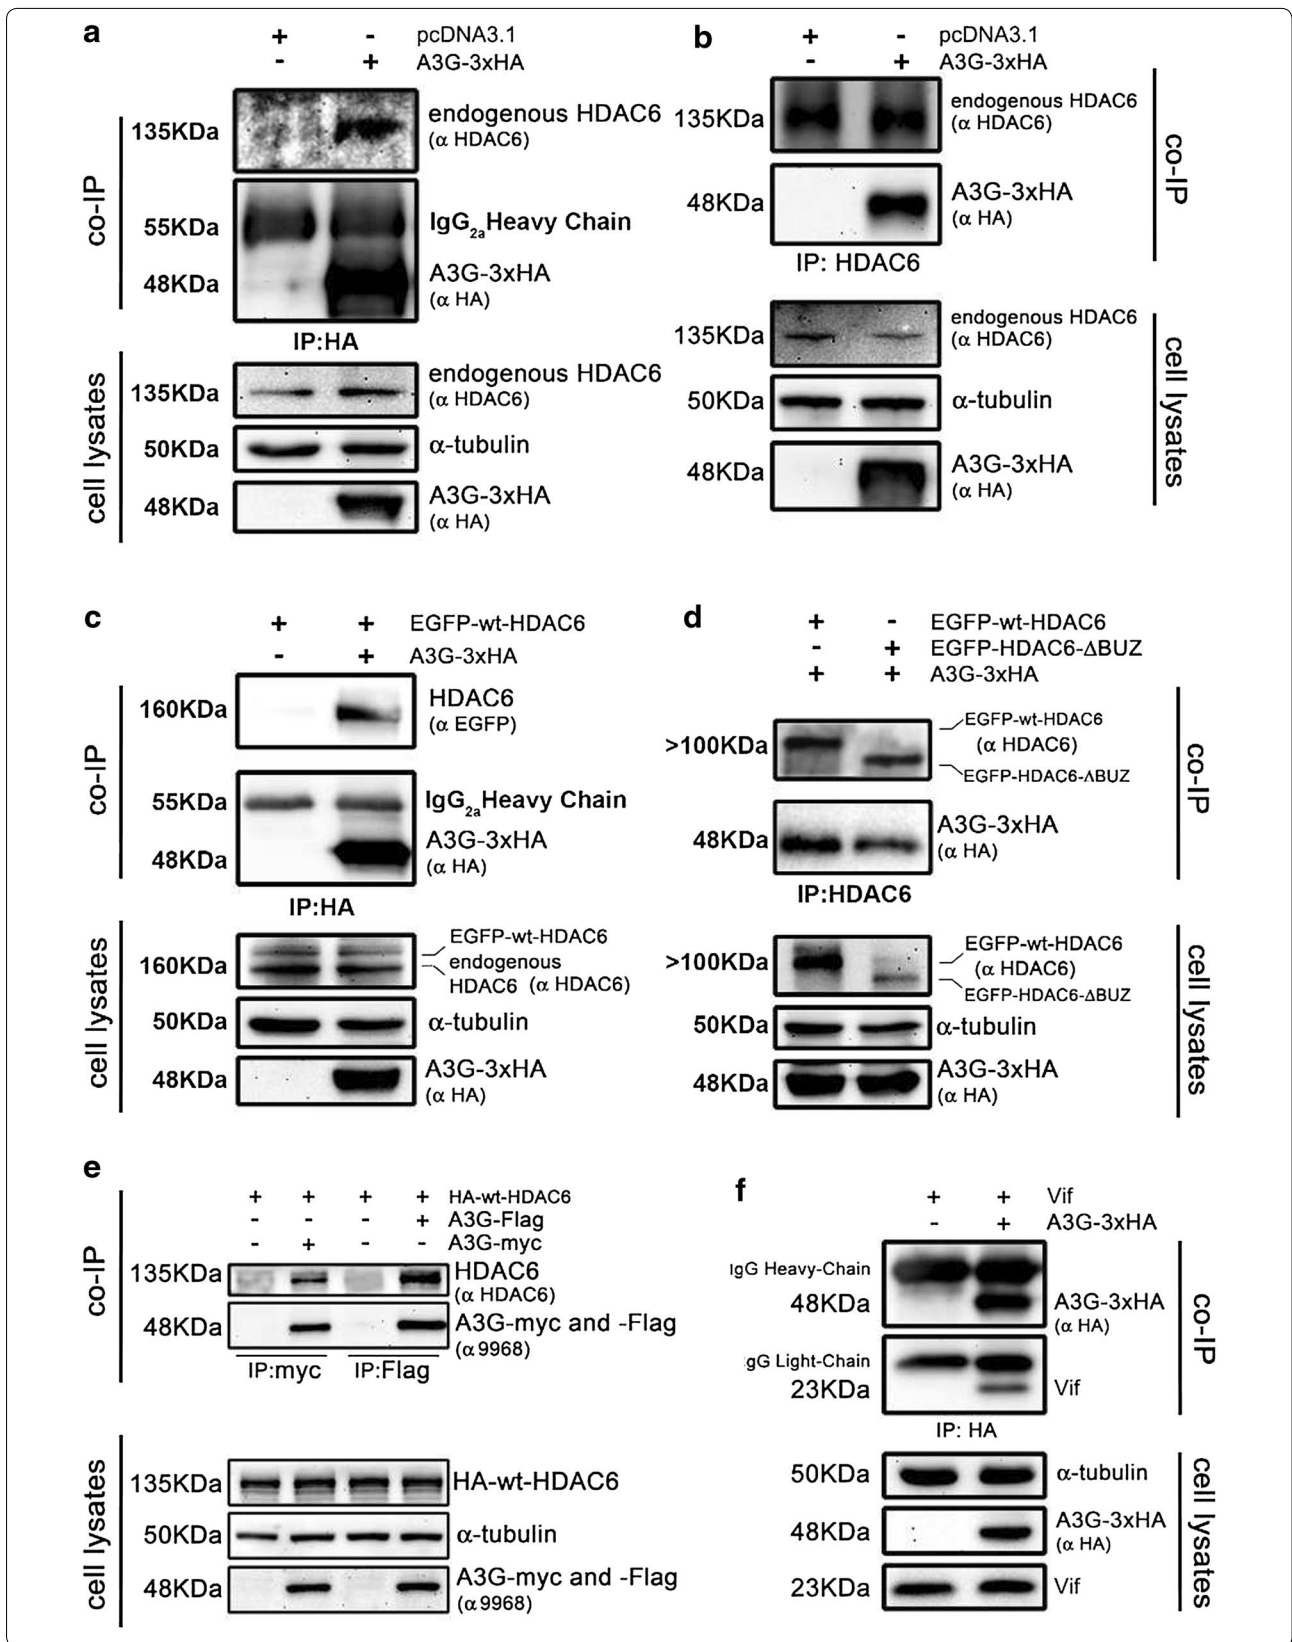 a
+ - pcDNA3.1
- + A3G-3xHA
co-IP
135KDa
endogenous HDAC6
(α HDAC6)
55KDa
IgG2aHeavy Chain
48KDa
A3G-3xHA
(α HA)
IP:HA
cell lysates
135KDa
endogenous HDAC6
(α HDAC6)
50KDa
α-tubulin
48KDa
A3G-3xHA
(α HA)
b
+ - pcDNA3.1
- + A3G-3xHA
135KDa
endogenous HDAC6
(α HDAC6)
48KDa
A3G-3xHA
(α HA)
co-IP
IP: HDAC6
135KDa
endogenous HDAC6
(α HDAC6)
50KDa
α-tubulin
48KDa
A3G-3xHA
(α HA)
cell lysates
c
+ + EGFP-wt-HDAC6
- + A3G-3xHA
co-IP
160KDa
HDAC6
(α EGFP)
55KDa
IgG2aHeavy Chain
48KDa
A3G-3xHA
(α HA)
IP:HA
cell lysates
160KDa
EGFP-wt-HDAC6
endogenous
HDAC6 (α HDAC6)
50KDa
α-tubulin
48KDa
A3G-3xHA
(α HA)
d
+ - EGFP-wt-HDAC6
- + EGFP-HDAC6-ΔBUZ
+ + A3G-3xHA
>100KDa
EGFP-wt-HDAC6
(α HDAC6)
EGFP-HDAC6-ΛBUZ
48KDa
A3G-3xHA
(α HA)
co-IP
IP:HDAC6
>100KDa
EGFP-wt-HDAC6
(α HDAC6)
EGFP-HDAC6-ΔBUZ
50KDa
α-tubulin
48KDa
A3G-3xHA
(α HA)
cell lysates
e
+ + + + HA-wt-HDAC6
- - - + A3G-Flag
- + - - A3G-myc
co-IP
135KDa
HDAC6
(α HDAC6)
48KDa
A3G-myc and -Flag
(α9968)
IP:myc IP:Flag
cell lysates
135KDa
HA-wt-HDAC6
50KDa
α-tubulin
48KDa
A3G-myc and -Flag
(α9968)
f
+ + Vif
- + A3G-3xHA
IgG Heavy-Chain
48KDa
A3G-3xHA
(α HA)
gG Light-Chain
23KDa
Vif
co-IP
IP: HA
50KDa
α-tubulin
48KDa
A3G-3xHA
(α HA)
23KDa
Vif
cell lysates